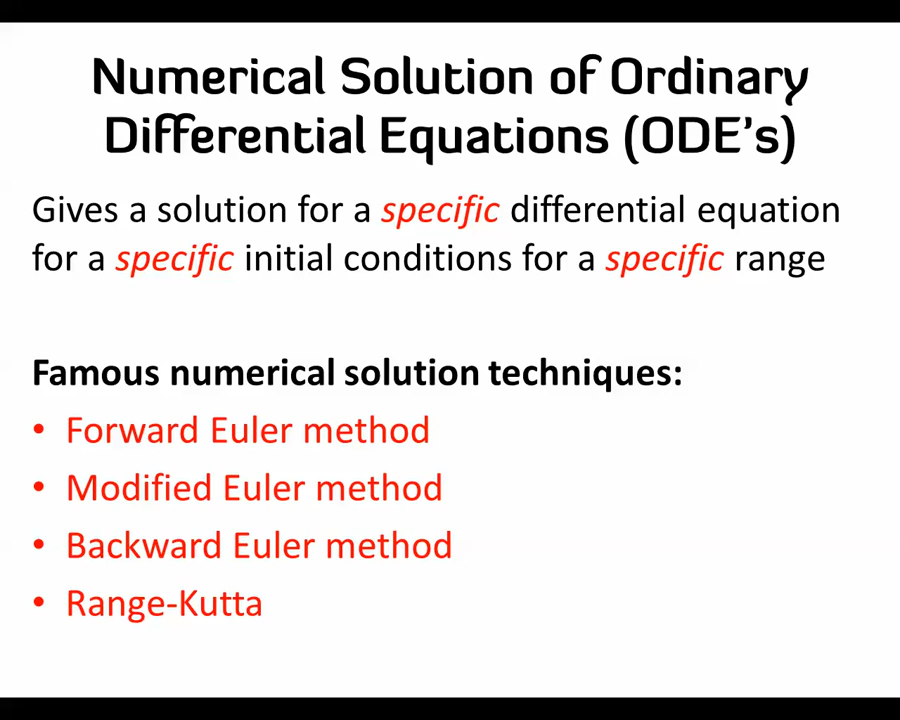 Numerical Solution of Ordinary
Differential Equations (ODE's)
Gives a solution for a specific differential equation
for a specific initial conditions for a specific range
Famous numerical solution techniques:
• Forward Euler method
• Modified Euler method
• Backward Euler method
• Range-Kutta